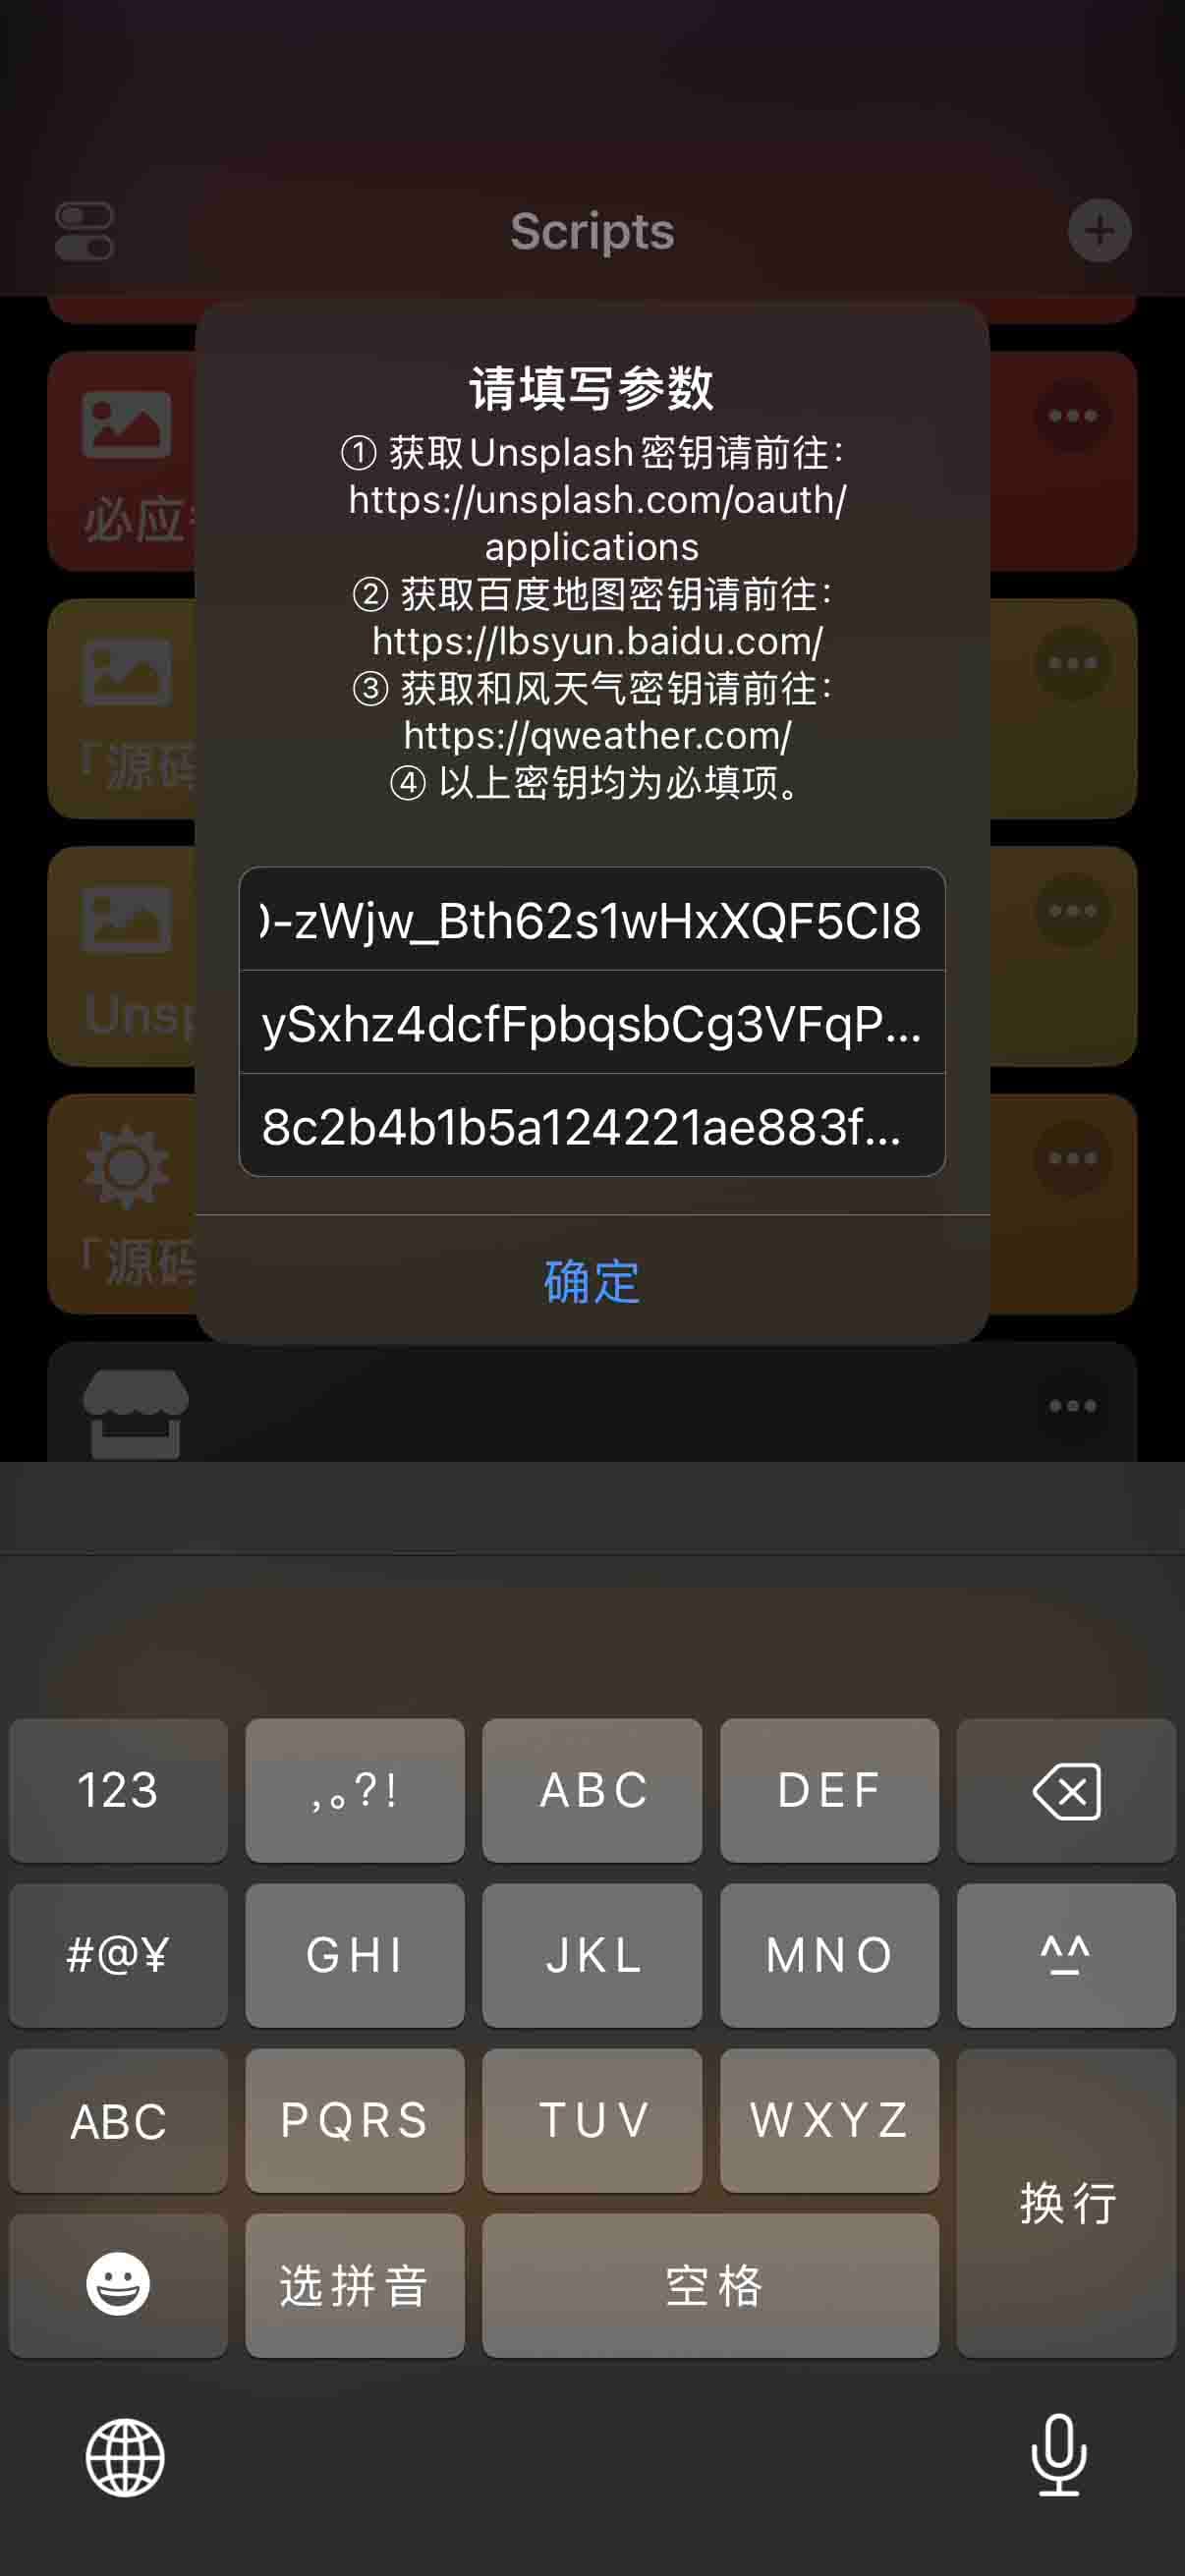 Scripts
请填写参数
① 获取Unsplash密钥请前往：
https://unsplash.com/oauth/
applications
② 获取百度地图密钥请前往：
https://lbsyun.baidu.com/
③ 获取和风天气密钥请前往：
https://qweather.com/
④ 以上密钥均为必填项。
必应
「源码
Unsp
「源码
-zWjw_Bth62s1wHxXQF5CI8
ySxhz4dcfFpbqsbCg3VFqP...
8c2b4b1b5a124221ae883f...
确定
123
,。?!
ABC
DEF
#@¥
GHI
JKL
MNO
^_^
ABC
PQRS
TUV
WXYZ
换行
选拼音
空格